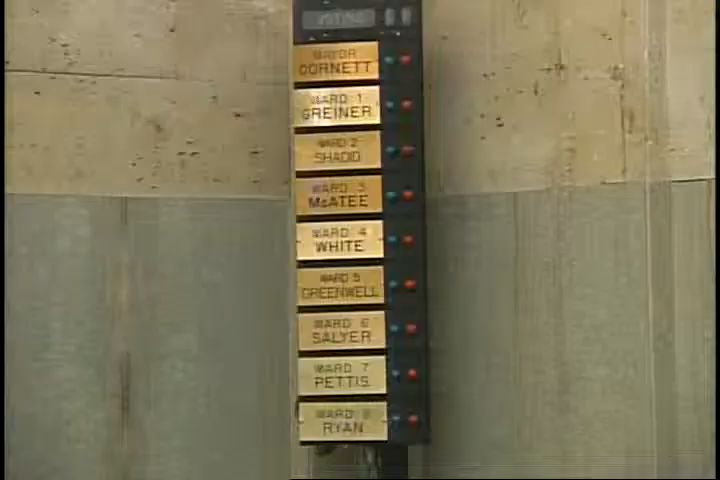 MAYOR
CORNETT
WARD 1
GREINER
WARD 2
SHADID
WARD 3
McATEE
WARD 4
WHITE
WARD 5
GREENWELL
WARD 6
SALYER
WARD 7
PETTIS
WARD 8
RYAN